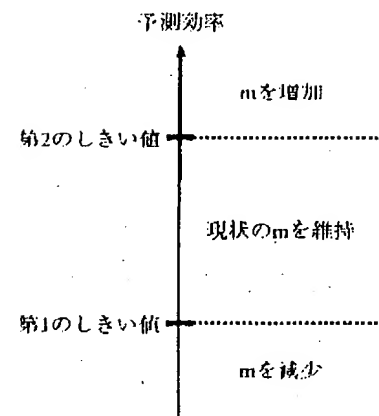 予測効率
mを増加
第2のしきい値
現状のmを維持
第1のしきい値
mを減少